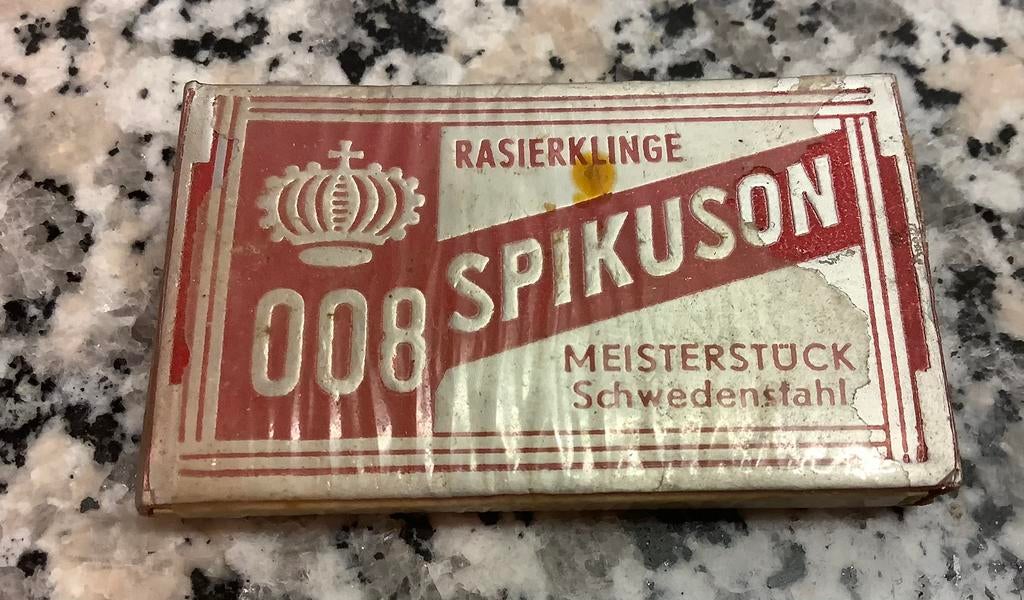 RASIERKLINGE
008 SPIKUSON
MEISTERSTÜCK
Schwedenstahl